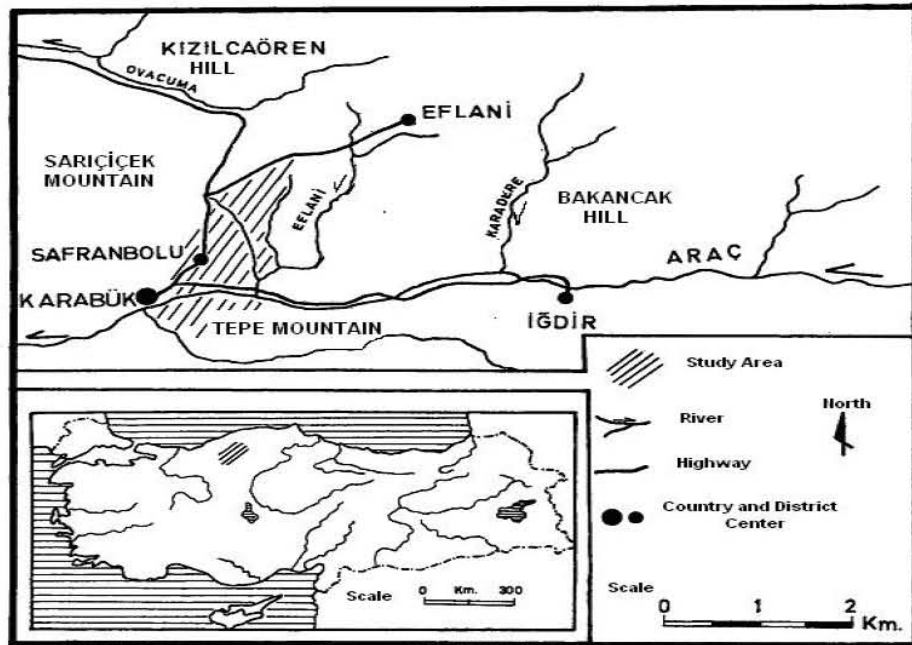 KIZILCAÖREN
HILL
OVACUMA
EFLANİ
SARIÇİÇEK
MOUNTAIN
EFLANİ
KARADERE
BAKANCAK
HILL
SAFRANBOLU
ARAÇ
KARABÜK
TEPE MOUNTAIN
İĞDİR
Study Area
River
North
Highway
Country and District
Center
Scale
0 Km. 300
Scale
0 1 2
Km.